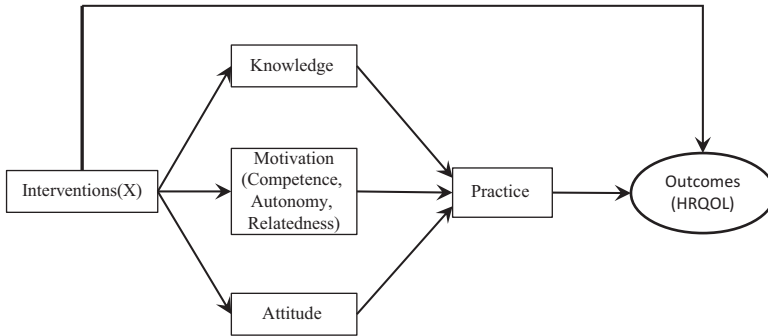 Knowledge
Interventions(X)
Motivation
(Competence,
Autonomy,
Relatedness)
Practice
Outcomes
(HRQOL)
Attitude